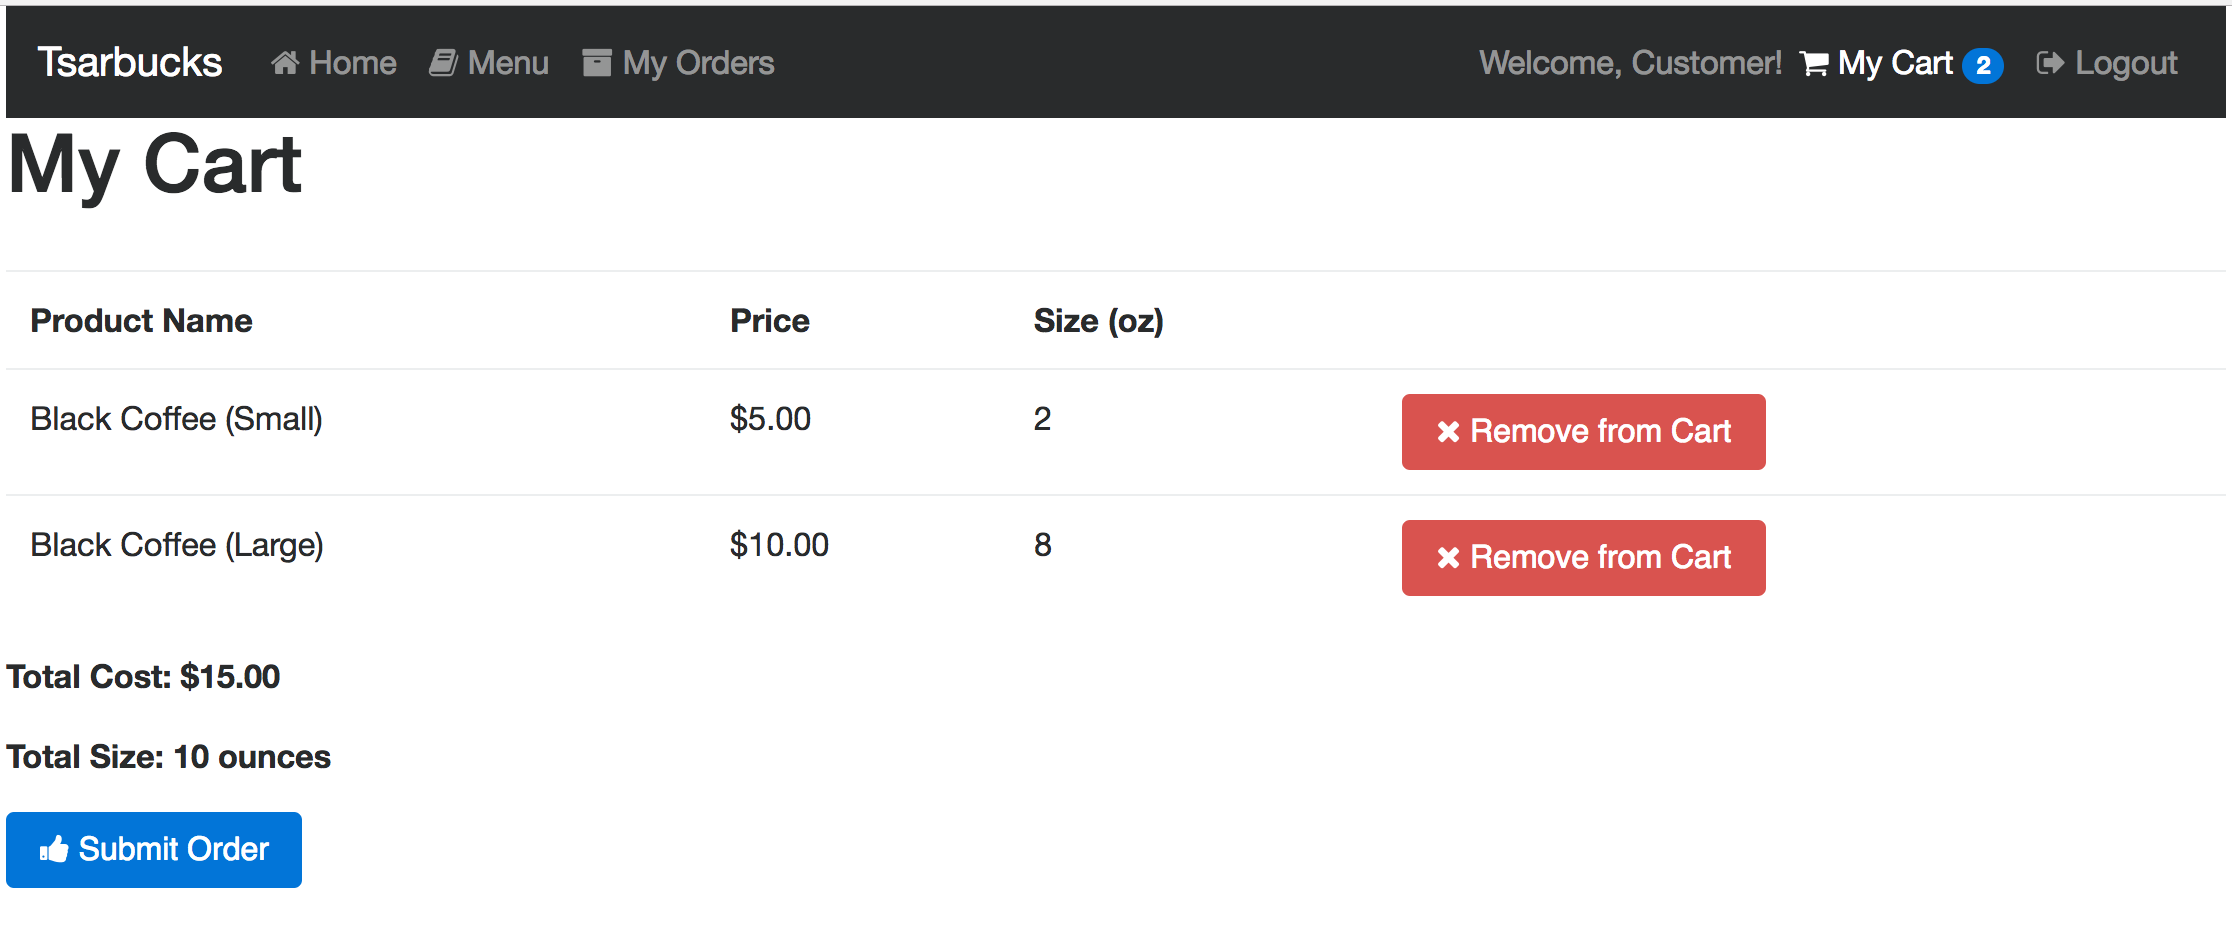 Tsarbucks Home Menu My Orders Welcome, Customer! My Cart 2 Logout
My Cart
Product Name Price Size (oz)
Black Coffee (Small) $5.00 2 Remove from Cart
Black Coffee (Large) $10.00 8 Remove from Cart
Total Cost: $15.00
Total Size: 10 ounces
Submit Order